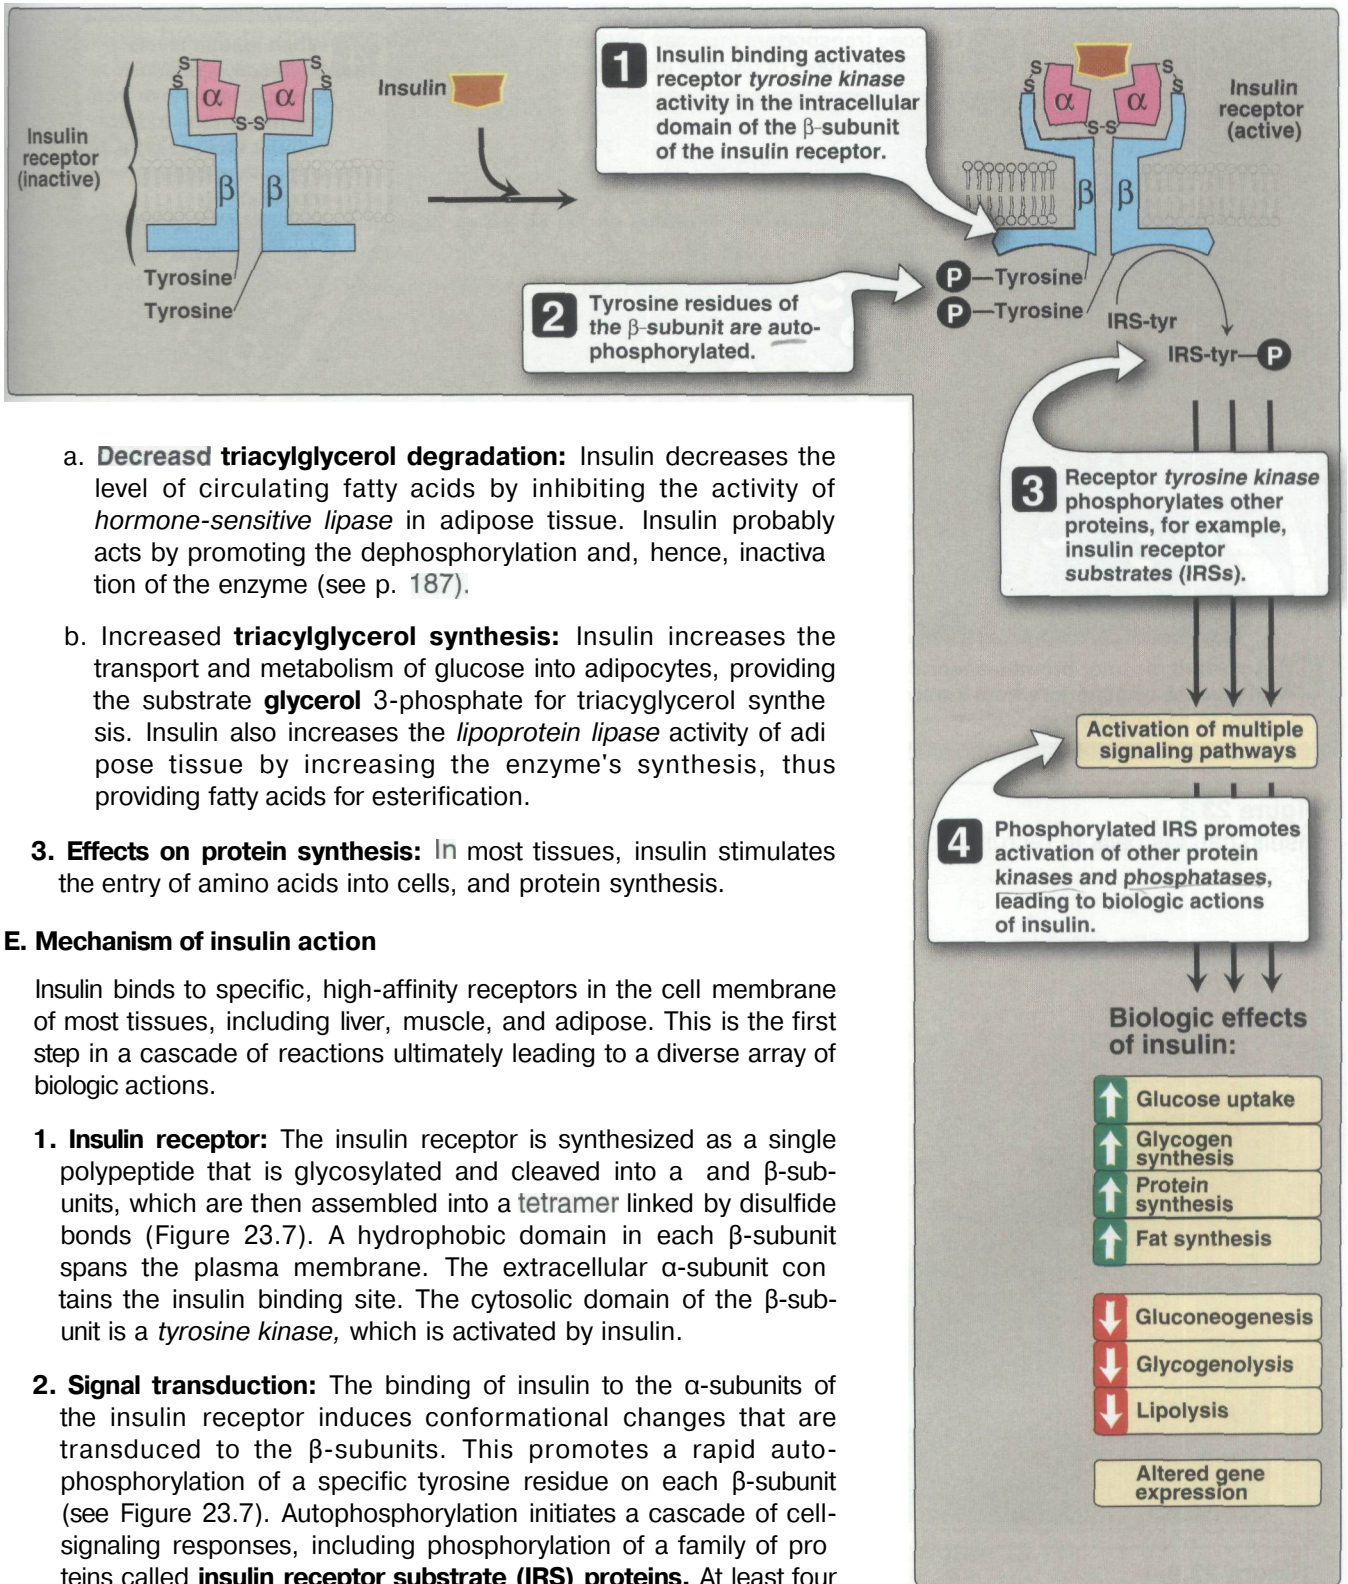 S
S
α
α
S
S
S-S
Insulin
receptor
(inactive)
β
β
Tyrosine
Tyrosine
Insulin
1
Insulin binding activates
receptor tyrosine kinase
activity in the intracellular
domain of the β-subunit
of the insulin receptor.
S
S
α
α
S
S
S-S
Insulin
receptor
(active)
β
β
2
Tyrosine residues of
the β-subunit are auto-
phosphorylated.
P—Tyrosine
P—Tyrosine
IRS-tyr
IRS-tyr—P
3
Receptor tyrosine kinase
phosphorylates other
proteins, for example,
insulin receptor
substrates (IRSs).
Activation of multiple
signaling pathways
4
Phosphorylated IRS promotes
activation of other protein
kinases and phosphatases,
leading to biologic actions
of insulin.
Biologic effects
of insulin:
Glucose uptake
Glycogen
synthesis
Protein
synthesis
Fat synthesis
Gluconeogenesis
Glycogenolysis
Lipolysis
Altered gene
expression
a. Decreasd triacylglycerol degradation: Insulin decreases the
level of circulating fatty acids by inhibiting the activity of
hormone-sensitive lipase in adipose tissue. Insulin probably
acts by promoting the dephosphorylation and, hence, inactiva
tion of the enzyme (see p. 187).
b. Increased triacylglycerol synthesis: Insulin increases the
transport and metabolism of glucose into adipocytes, providing
the substrate glycerol 3-phosphate for triacyglycerol synthe
sis. Insulin also increases the lipoprotein lipase activity of adi
pose tissue by increasing the enzyme's synthesis, thus
providing fatty acids for esterification.
3. Effects on protein synthesis: In most tissues, insulin stimulates
the entry of amino acids into cells, and protein synthesis.
E. Mechanism of insulin action
Insulin binds to specific, high-affinity receptors in the cell membrane
of most tissues, including liver, muscle, and adipose. This is the first
step in a cascade of reactions ultimately leading to a diverse array of
biologic actions.
1. Insulin receptor: The insulin receptor is synthesized as a single
polypeptide that is glycosylated and cleaved into a and β-sub-
units, which are then assembled into a tetramer linked by disulfide
bonds (Figure 23.7). A hydrophobic domain in each β-subunit
spans the plasma membrane. The extracellular α-subunit con
tains the insulin binding site. The cytosolic domain of the β-sub-
unit is a tyrosine kinase, which is activated by insulin.
2. Signal transduction: The binding of insulin to the α-subunits of
the insulin receptor induces conformational changes that are
transduced to the β-subunits. This promotes a rapid auto-
phosphorylation of a specific tyrosine residue on each β-subunit
(see Figure 23.7). Autophosphorylation initiates a cascade of cell-
signaling responses, including phosphorylation of a family of pro
teins called insulin receptor substrate (IRS) proteins. At least four